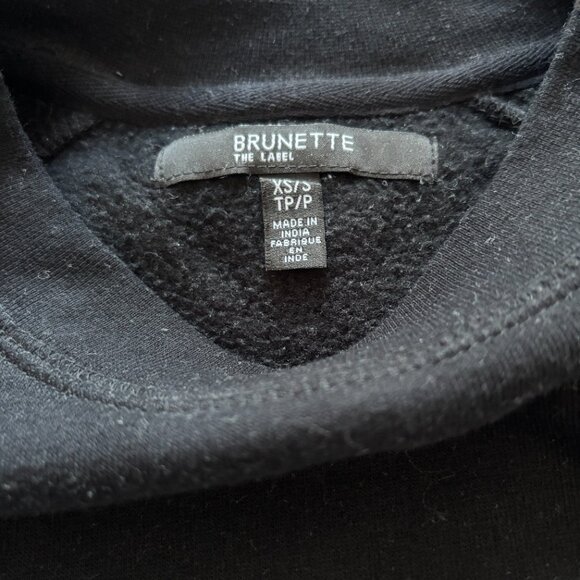 BRUNETTE
THE LABEL
XS/S
TP/P
MADE IN
INDIA
FABRIQUE
EN
INDE